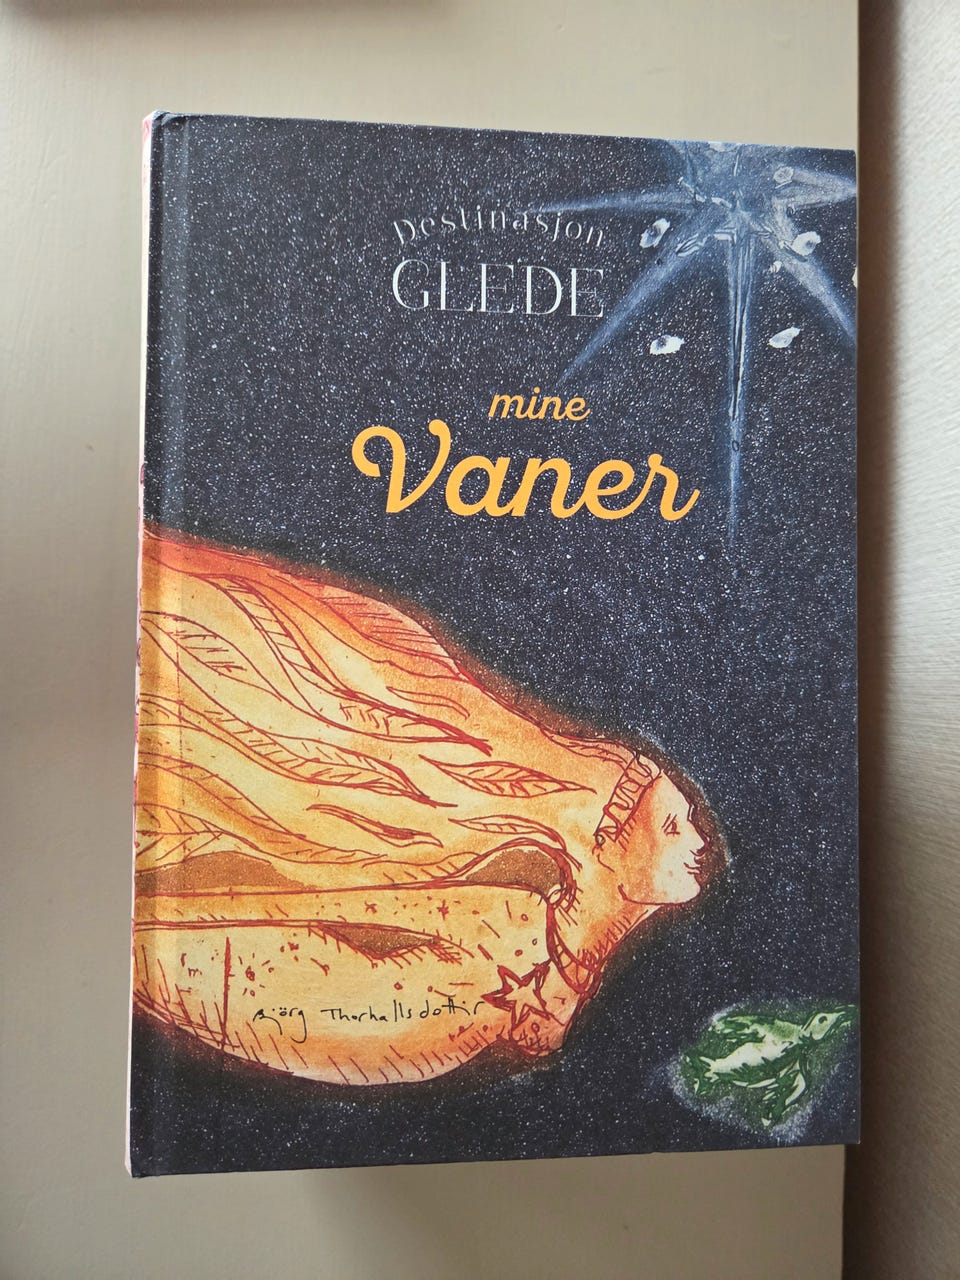 Destinasjon
GLEDE
mine
Vaner
Björg Thorhallsdottir